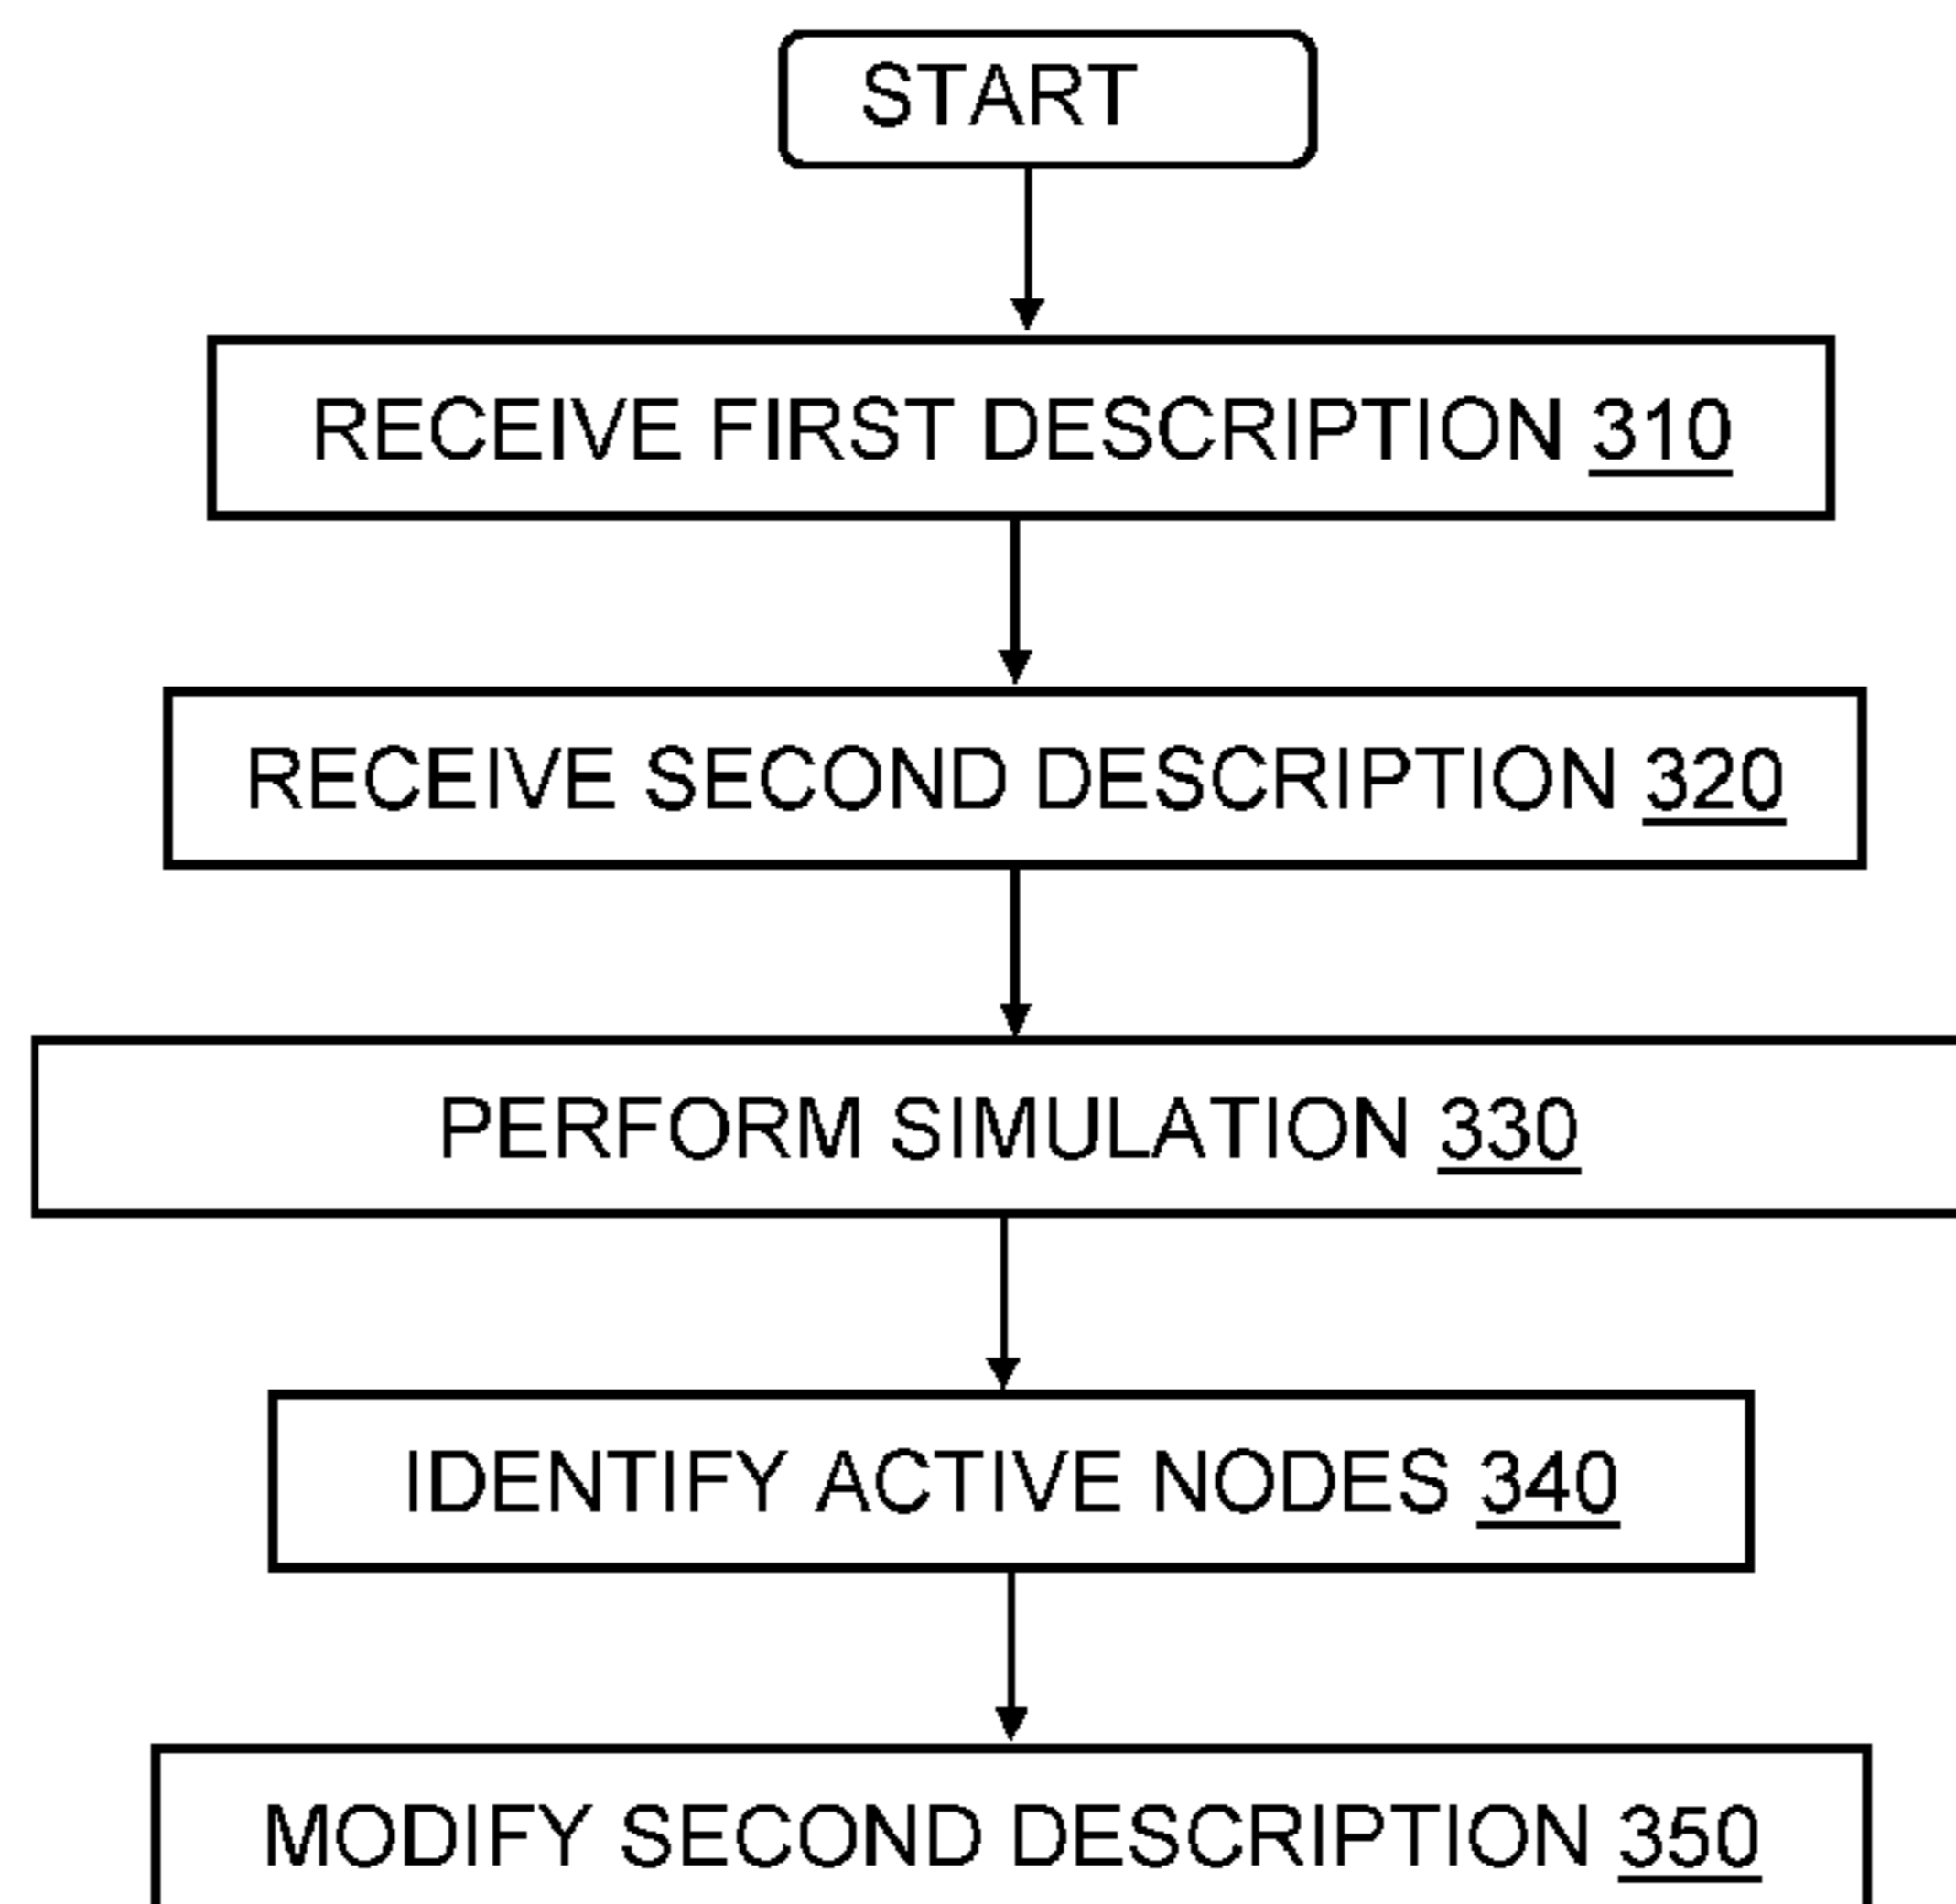 START
RECEIVE FIRST DESCRIPTION 310
RECEIVE SECOND DESCRIPTION 320
PERFORM SIMULATION 330
IDENTIFY ACTIVE NODES 340
MODIFY SECOND DESCRIPTION 350